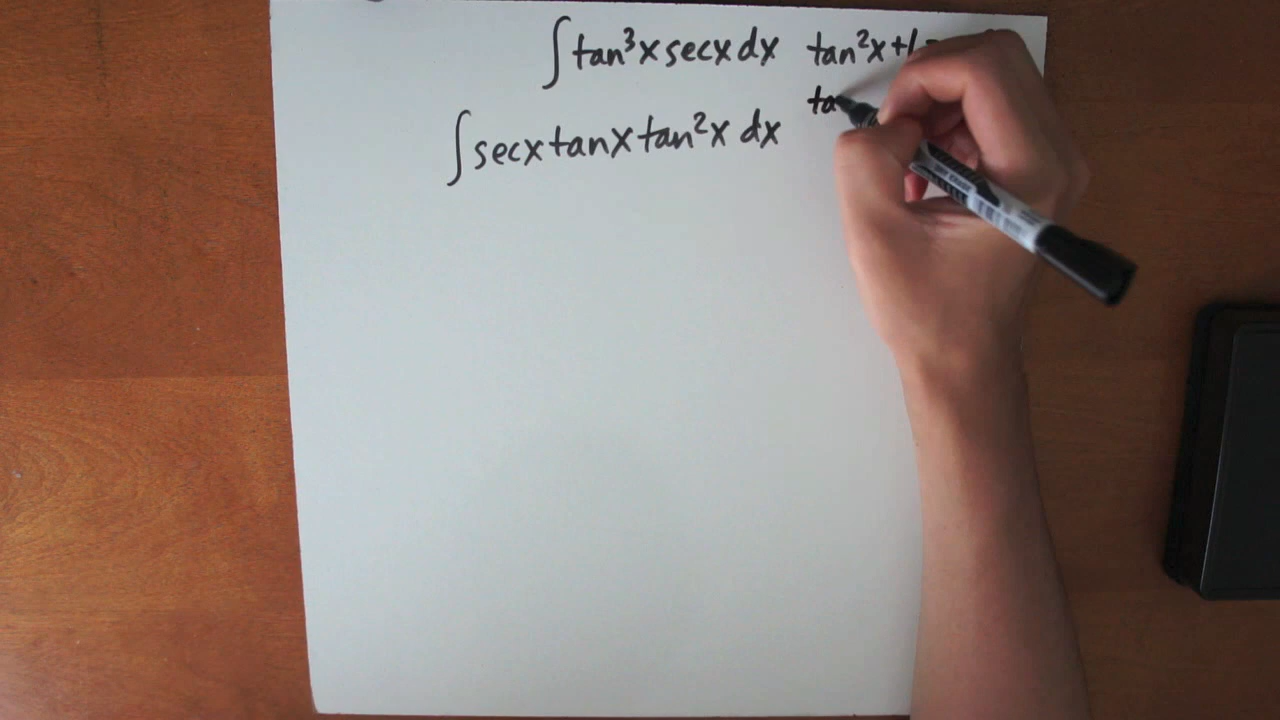 ∫tan³x secx dx tan²x+1=
∫secx tanx tan²x dx
ta